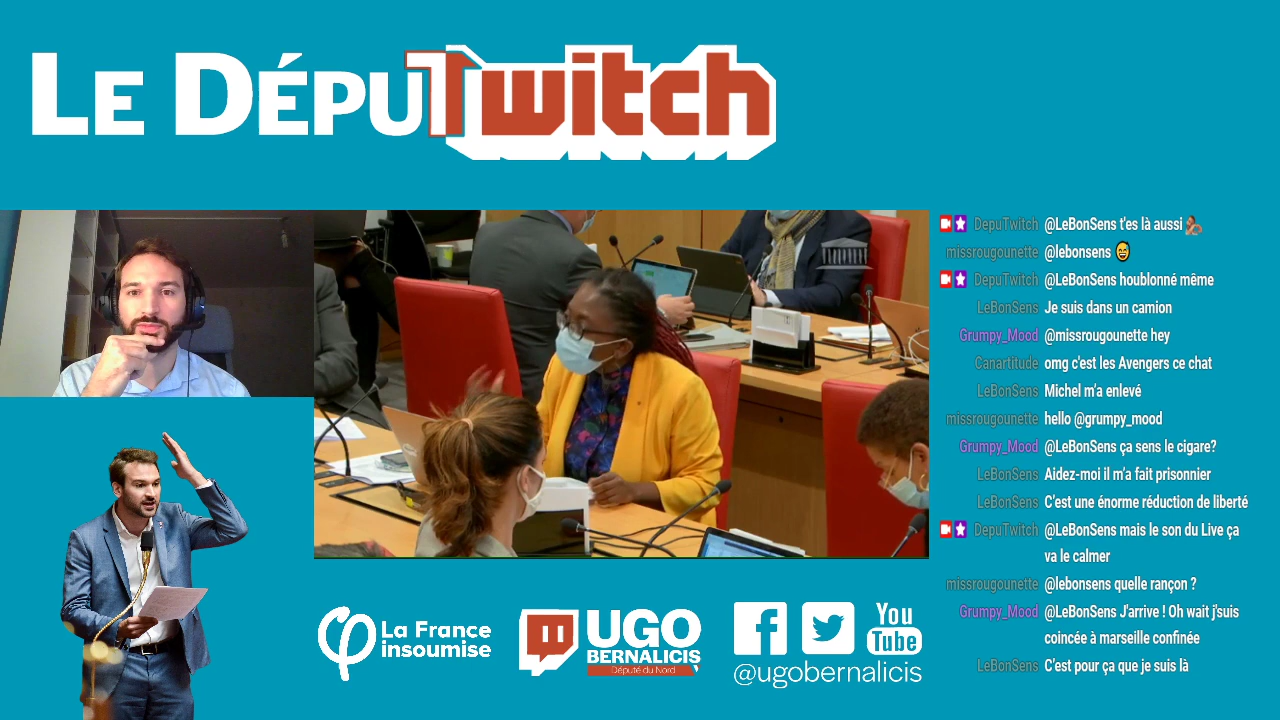 LE DÉPUTwitch
DepuTwitch @LeBonSens t'es là aussi
missrougounette @lebonsens
DepuTwitch @LeBonSens houblonné même
LeBonSens Je suis dans un camion
Grumpy_Mood @missrougounette hey
Canartitude omg c'est les Avengers ce chat
LeBonSens Michel m'a enlevé
missrougounette hello @grumpy_mood
Grumpy_Mood @LeBonSens ça sens le cigare?
LeBonSens Aidez-moi il m'a fait prisonnier
LeBonSens C'est une énorme réduction de liberté
DepuTwitch @LeBonSens mais le son du Live ça
va le calmer
missrougounette @lebonsens quelle rançon ?
Grumpy_Mood @LeBonSens J'arrive ! Oh wait j'suis
coincée à marseille confinée
LeBonSens C'est pour ça que je suis là
La France
insoumise
UGO
BERNALICIS
Député du Nord
You
Tube
@ugobernalicis